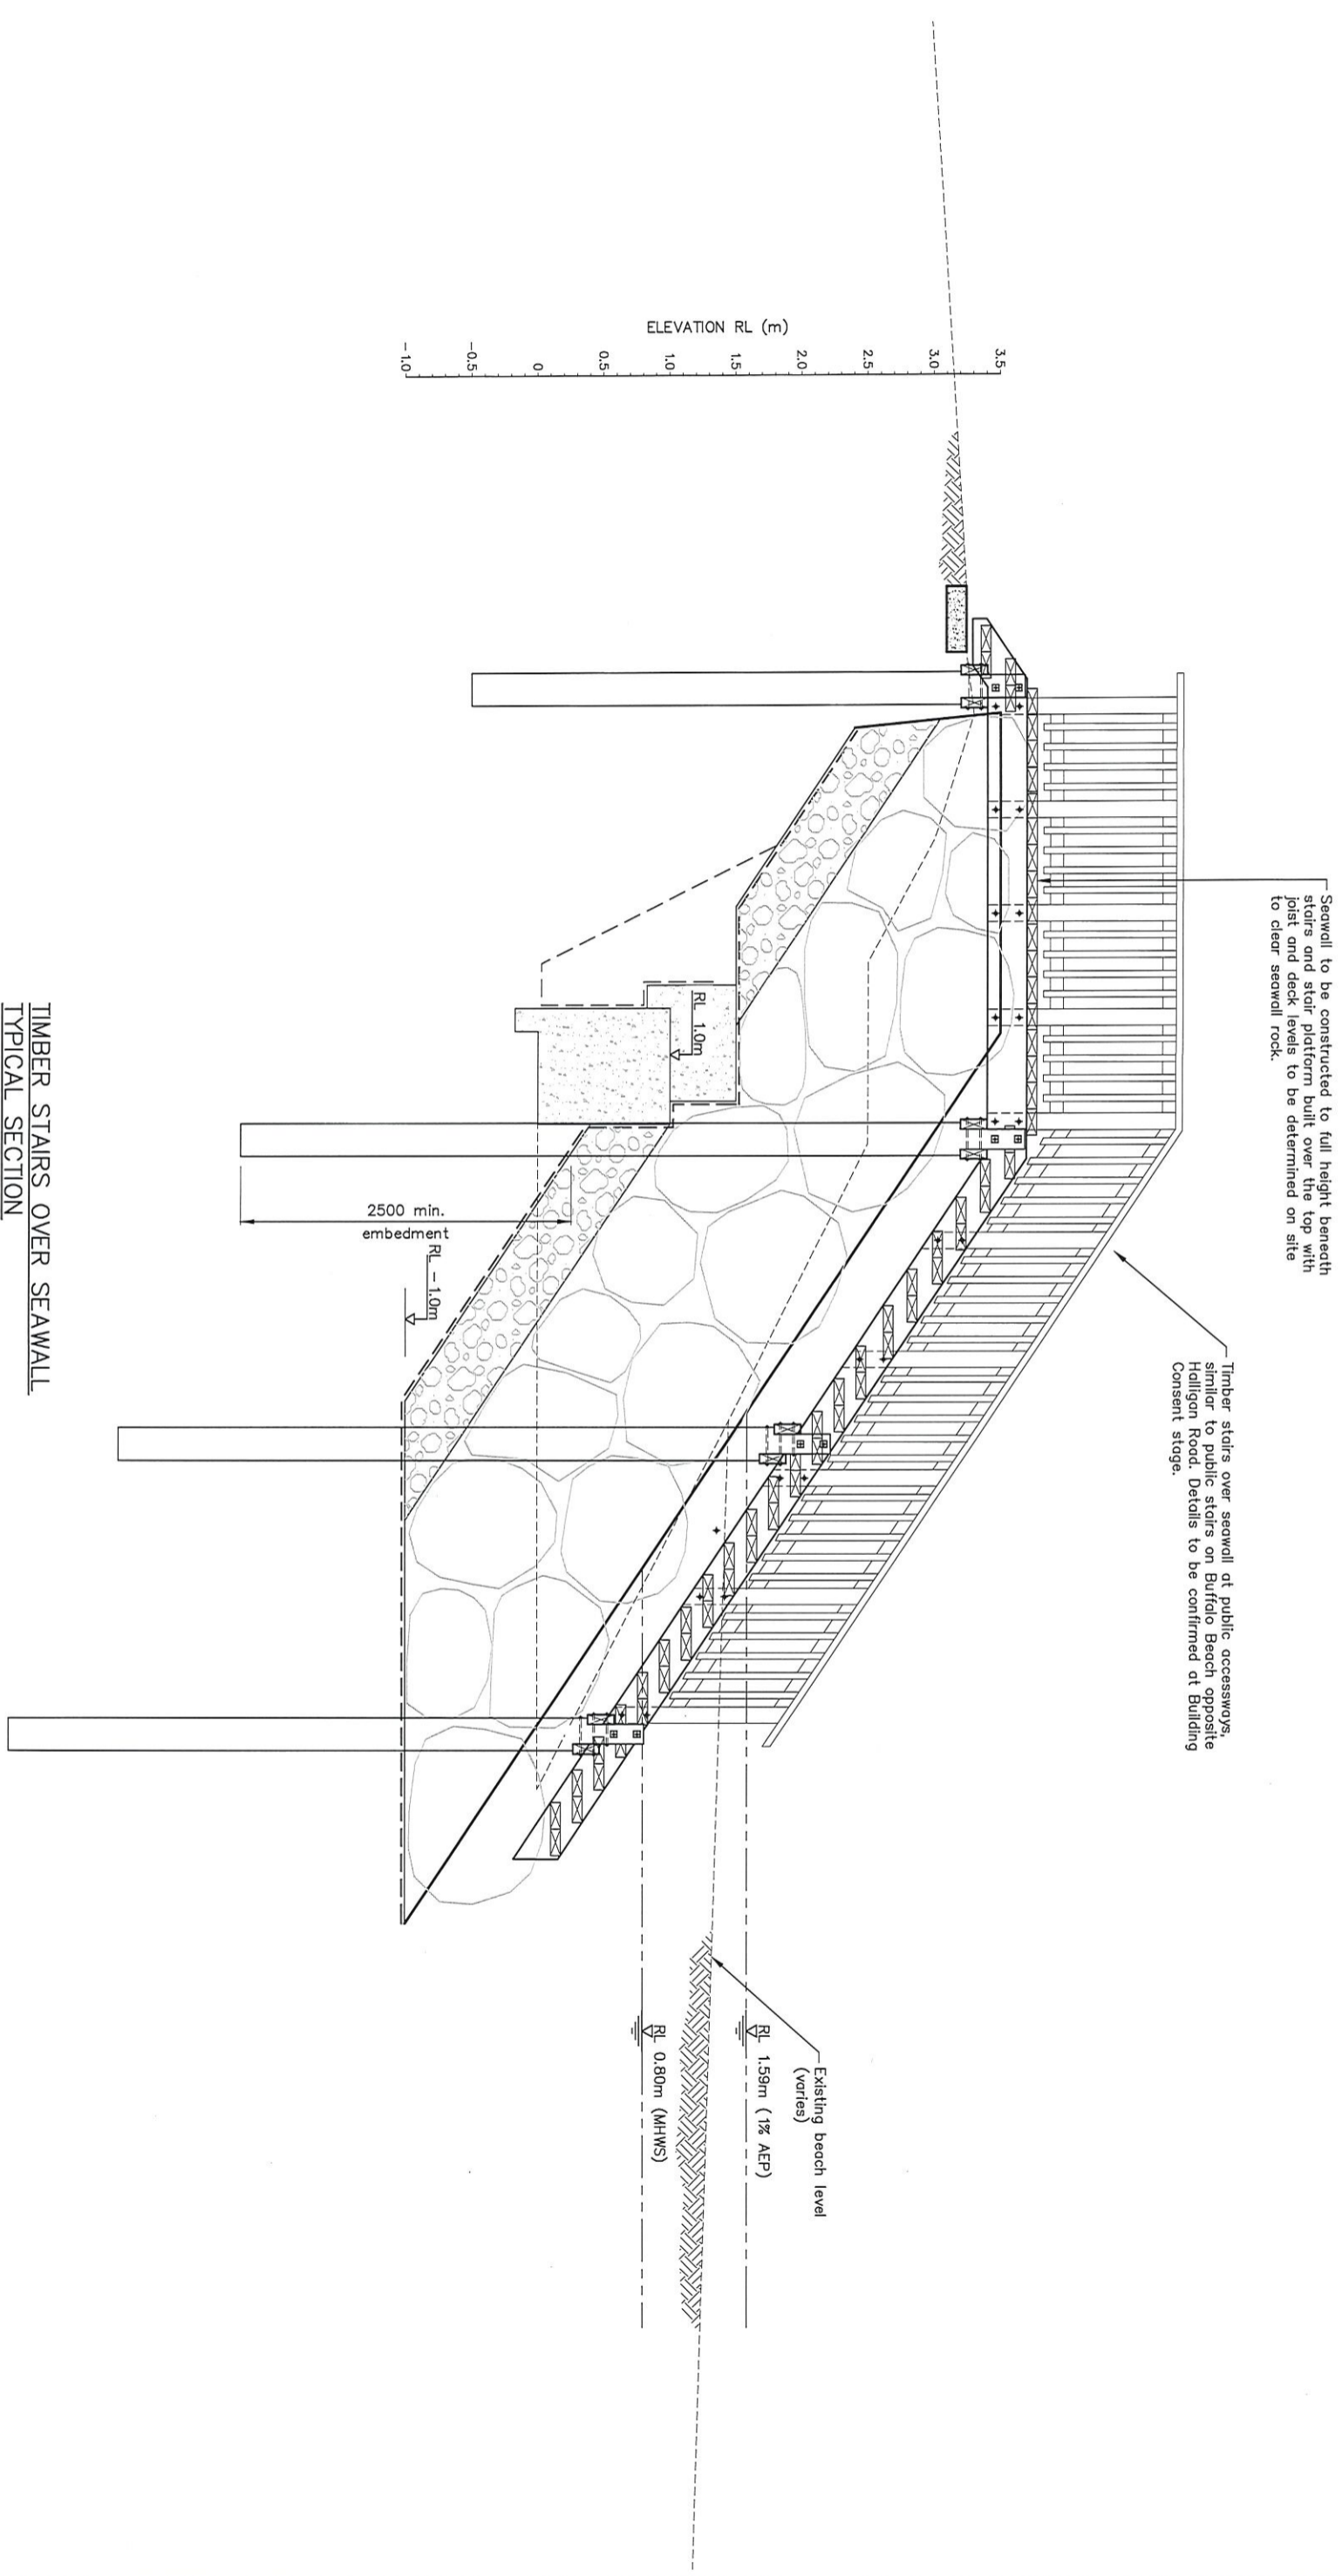 Seawall to be constructed to full height beneath
stairs and stair platform built over the top with
joist and deck levels to be determined on site
to clear seawall rock.
Timber stairs over seawall at public accessways,
similar to public stairs on Buffalo Beach opposite
Halligan Road. Details to be confirmed at Building
Consent stage.
ELEVATION RL (m)
3.5
3.0
2.5
2.0
1.5
1.0
0.5
0
-0.5
-1.0
RL 1.0m
2500 min.
embedment
RL -1.0m
Existing beach level
(varies)
RL 1.59m (1% AEP)
RL 0.80m (MHWS)
TIMBER STAIRS OVER SEAWALL
TYPICAL SECTION